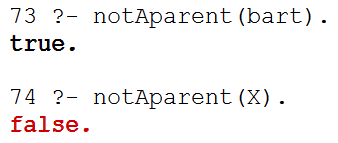 73 ?- notAparent(bart).
true.
74 ?- notAparent(X).
false.